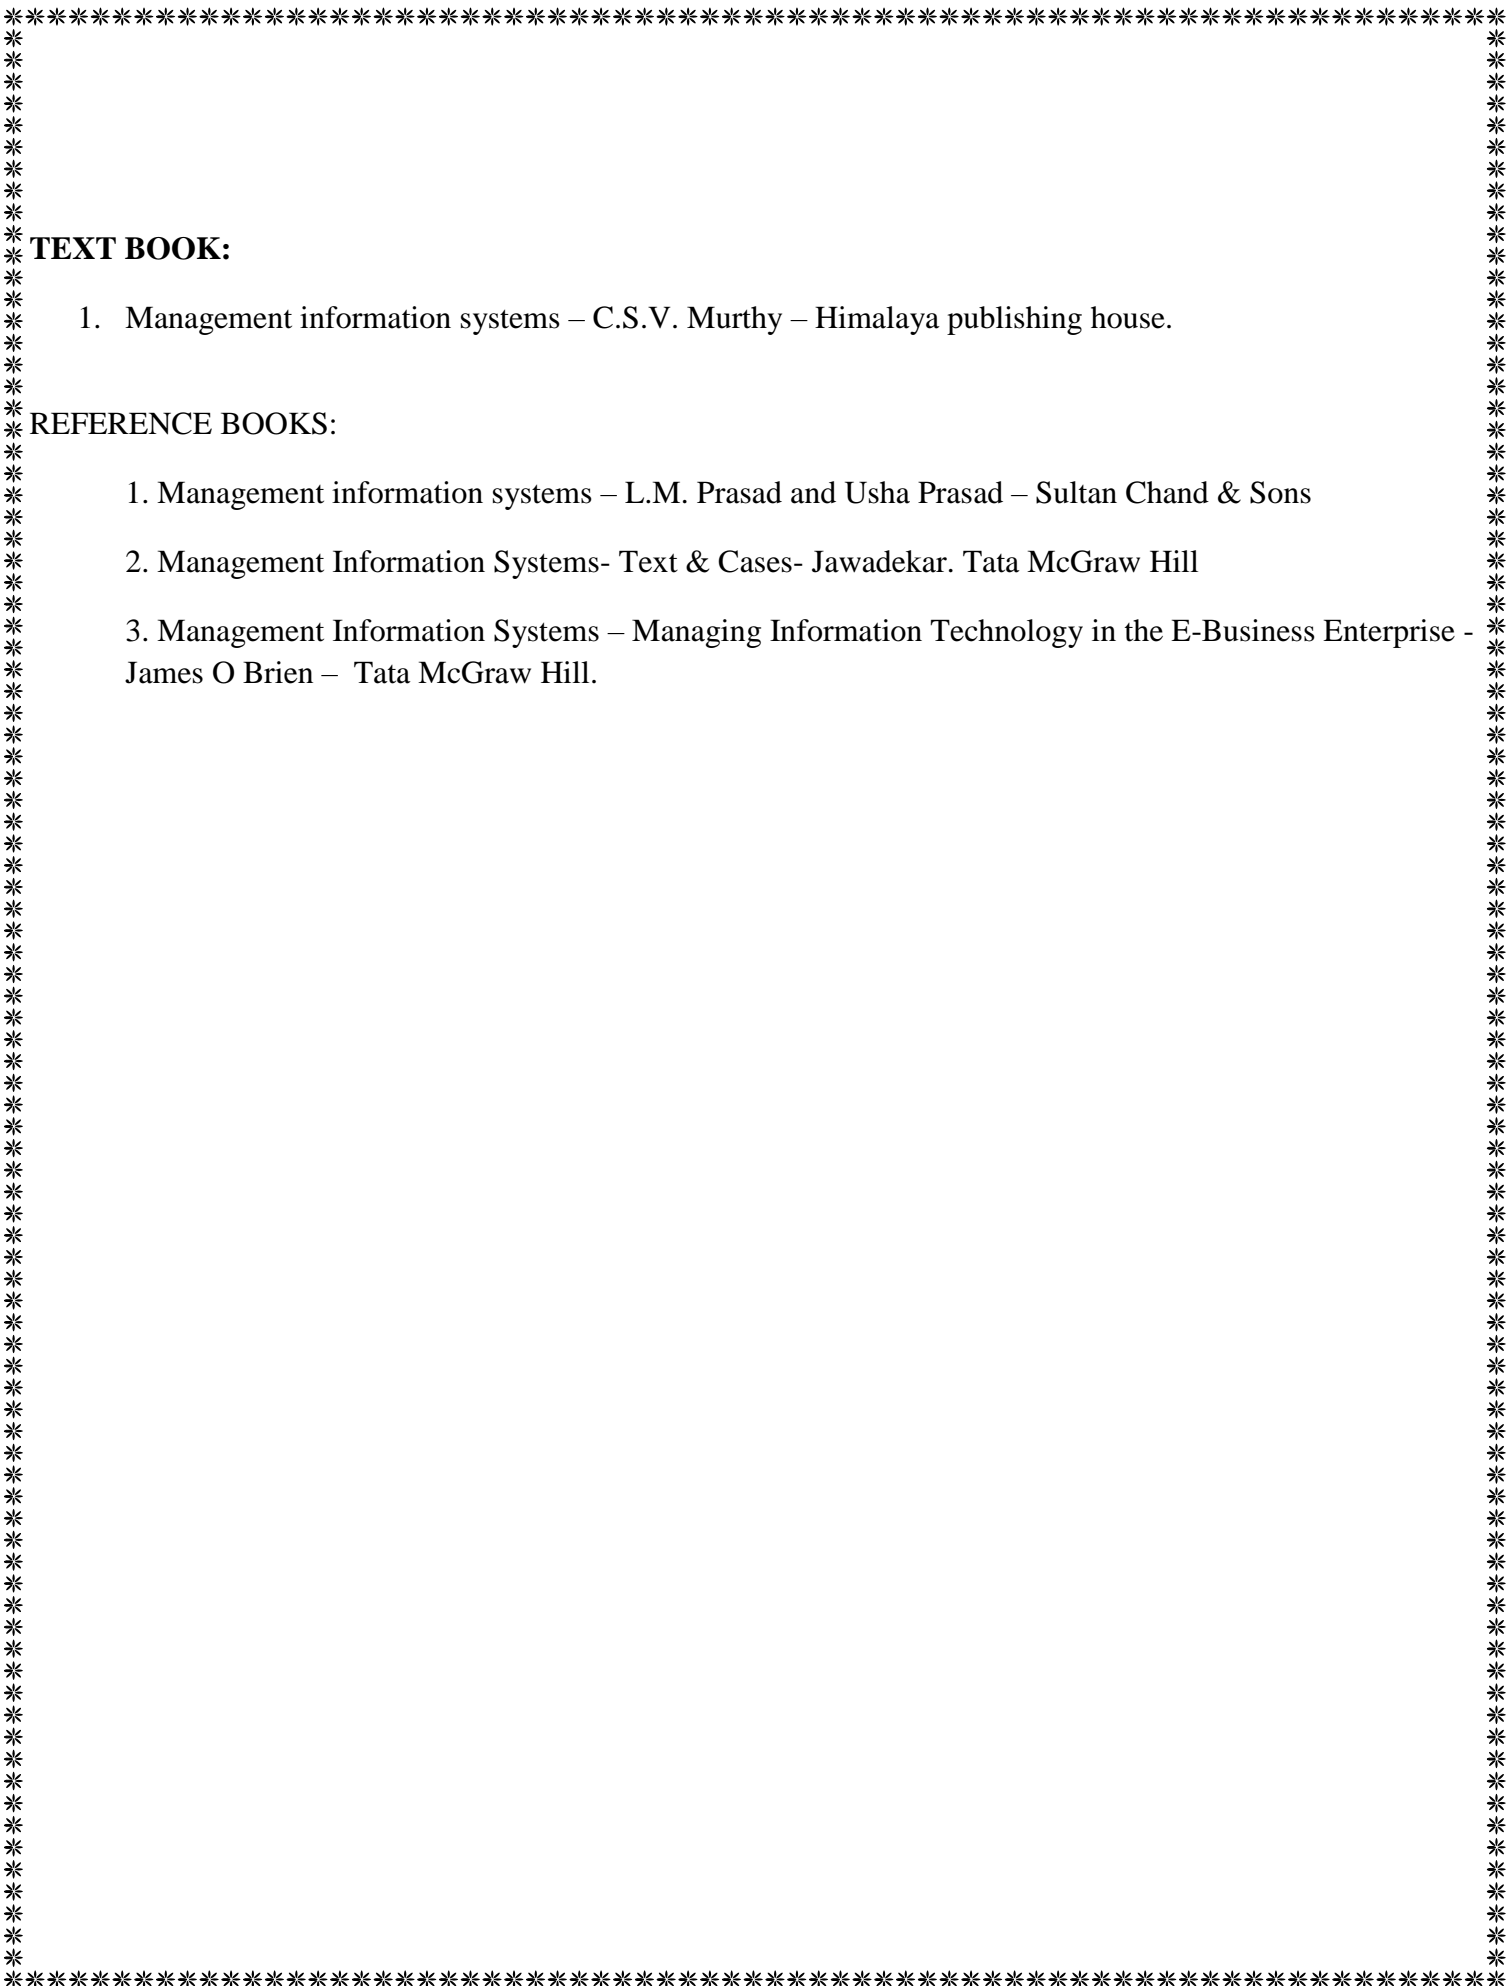 TEXT BOOK:
1. Management information systems – C.S.V. Murthy – Himalaya publishing house.
REFERENCE BOOKS:
1. Management information systems – L.M. Prasad and Usha Prasad – Sultan Chand & Sons
2. Management Information Systems- Text & Cases- Jawadekar. Tata McGraw Hill
3. Management Information Systems – Managing Information Technology in the E-Business Enterprise -
James O Brien –  Tata McGraw Hill.